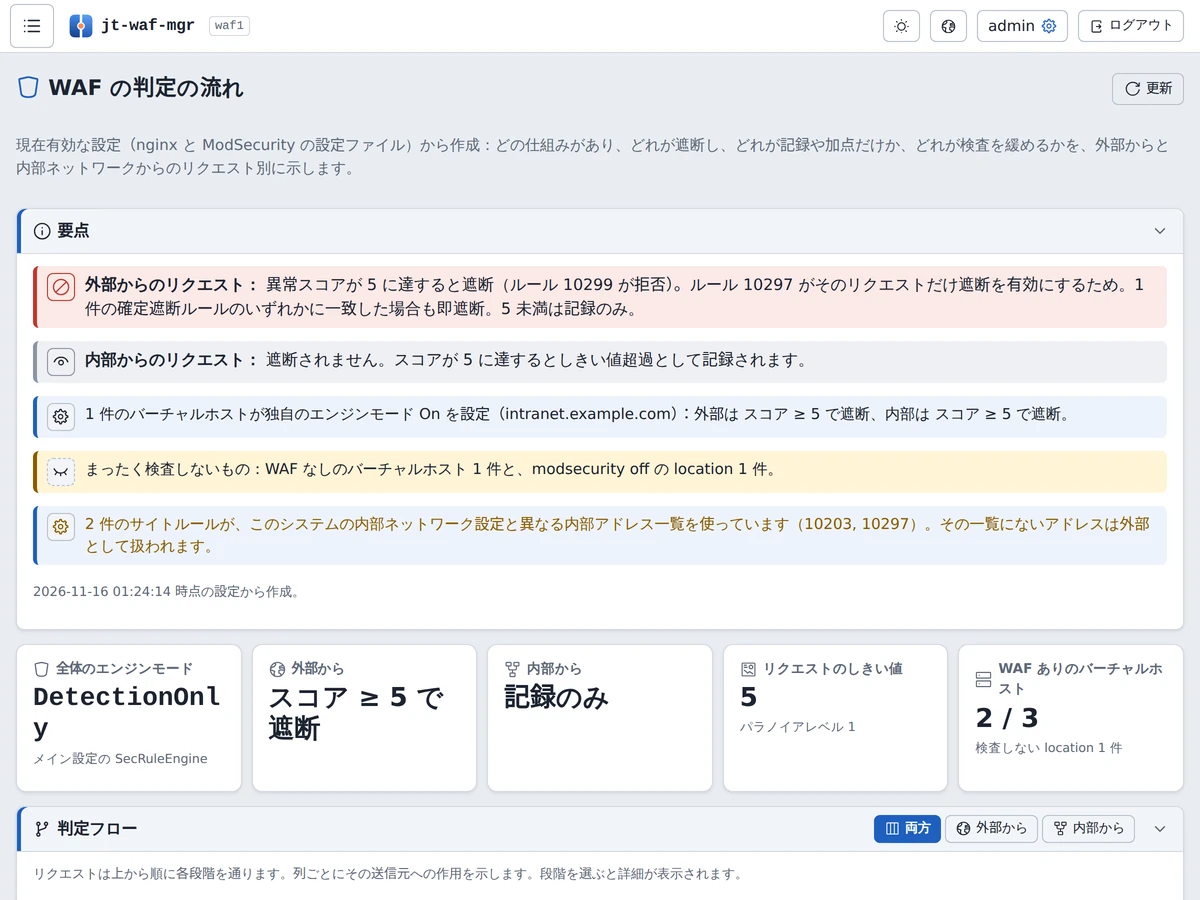 jt-waf-mgr waf1 admin ログアウト
WAF の判定の流れ 更新
現在有効な設定（nginx と ModSecurity の設定ファイル）から作成：どの仕組みがあり、どれが遮断し、どれが記録や加点だけか、どれが検査を緩めるかを、外部からと
内部ネットワークからのリクエスト別に示します。
要点
外部からのリクエスト： 異常スコアが 5 に達すると遮断（ルール 10299 が拒否）。ルール 10297 がそのリクエストだけ遮断を有効にするため。1
件の確定遮断ルールのいずれかに一致した場合も即遮断。5 未満は記録のみ。
内部からのリクエスト： 遮断されません。スコアが 5 に達するとしきい値超過として記録されます。
1 件のバーチャルホストが独自のエンジンモード On を設定（intranet.example.com）：外部は スコア ≥ 5 で遮断、内部は スコア ≥ 5 で遮断。
まったく検査しないもの：WAF なしのバーチャルホスト 1 件と、modsecurity off の location 1 件。
2 件のサイトルールが、このシステムの内部ネットワーク設定と異なる内部アドレス一覧を使っています（10203, 10297）。その一覧にないアドレスは外部
として扱われます。
2026-11-16 01:24:14 時点の設定から作成。
全体のエンジンモード
DetectionOnl
y
メイン設定の SecRuleEngine
外部から
スコア ≥ 5 で
遮断
内部から
記録のみ
リクエストのしきい値
5
パラノイアレベル 1
WAF ありのバーチャルホ
スト
2 / 3
検査しない location 1 件
判定フロー 両方 外部から 内部から
リクエストは上から順に各段階を通ります。列ごとにその送信元への作用を示します。段階を選ぶと詳細が表示されます。